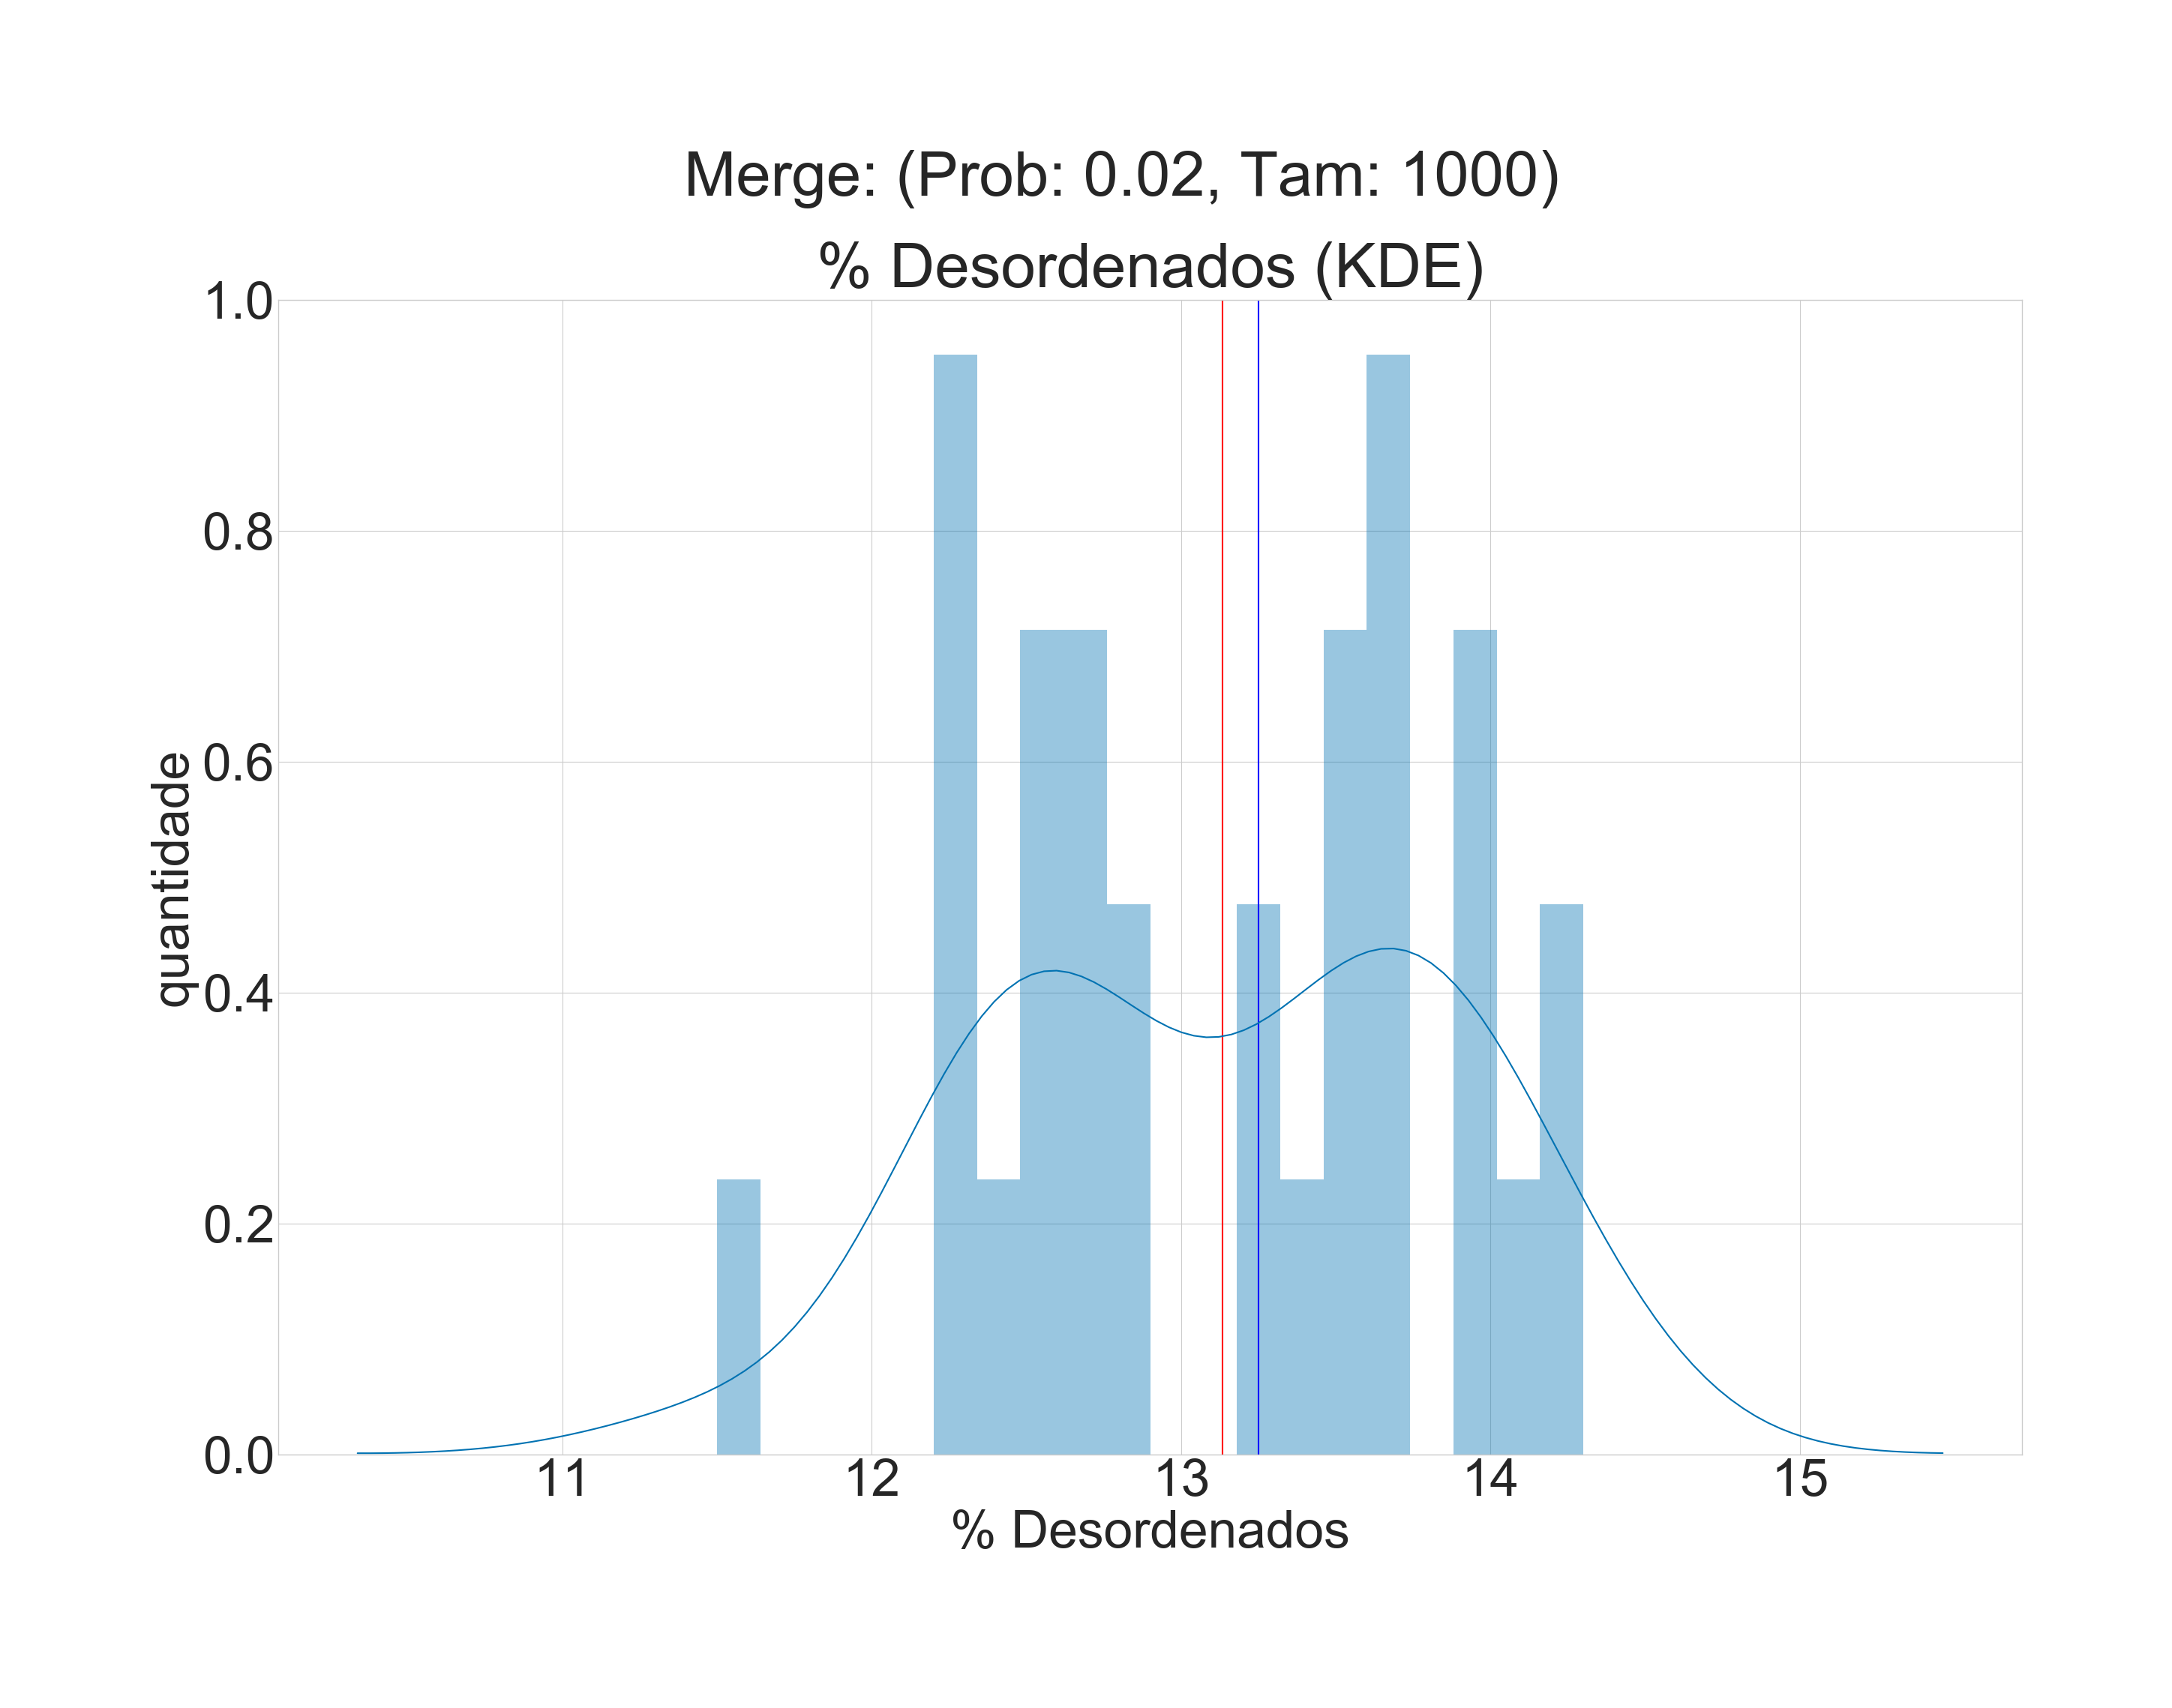 Merge: (Prob: 0.02, Tam: 1000)
% Desordenados (KDE)
1.0
0.8
0.6
0.4
0.2
0.0
quantidade
11 12 13 14 15
% Desordenados